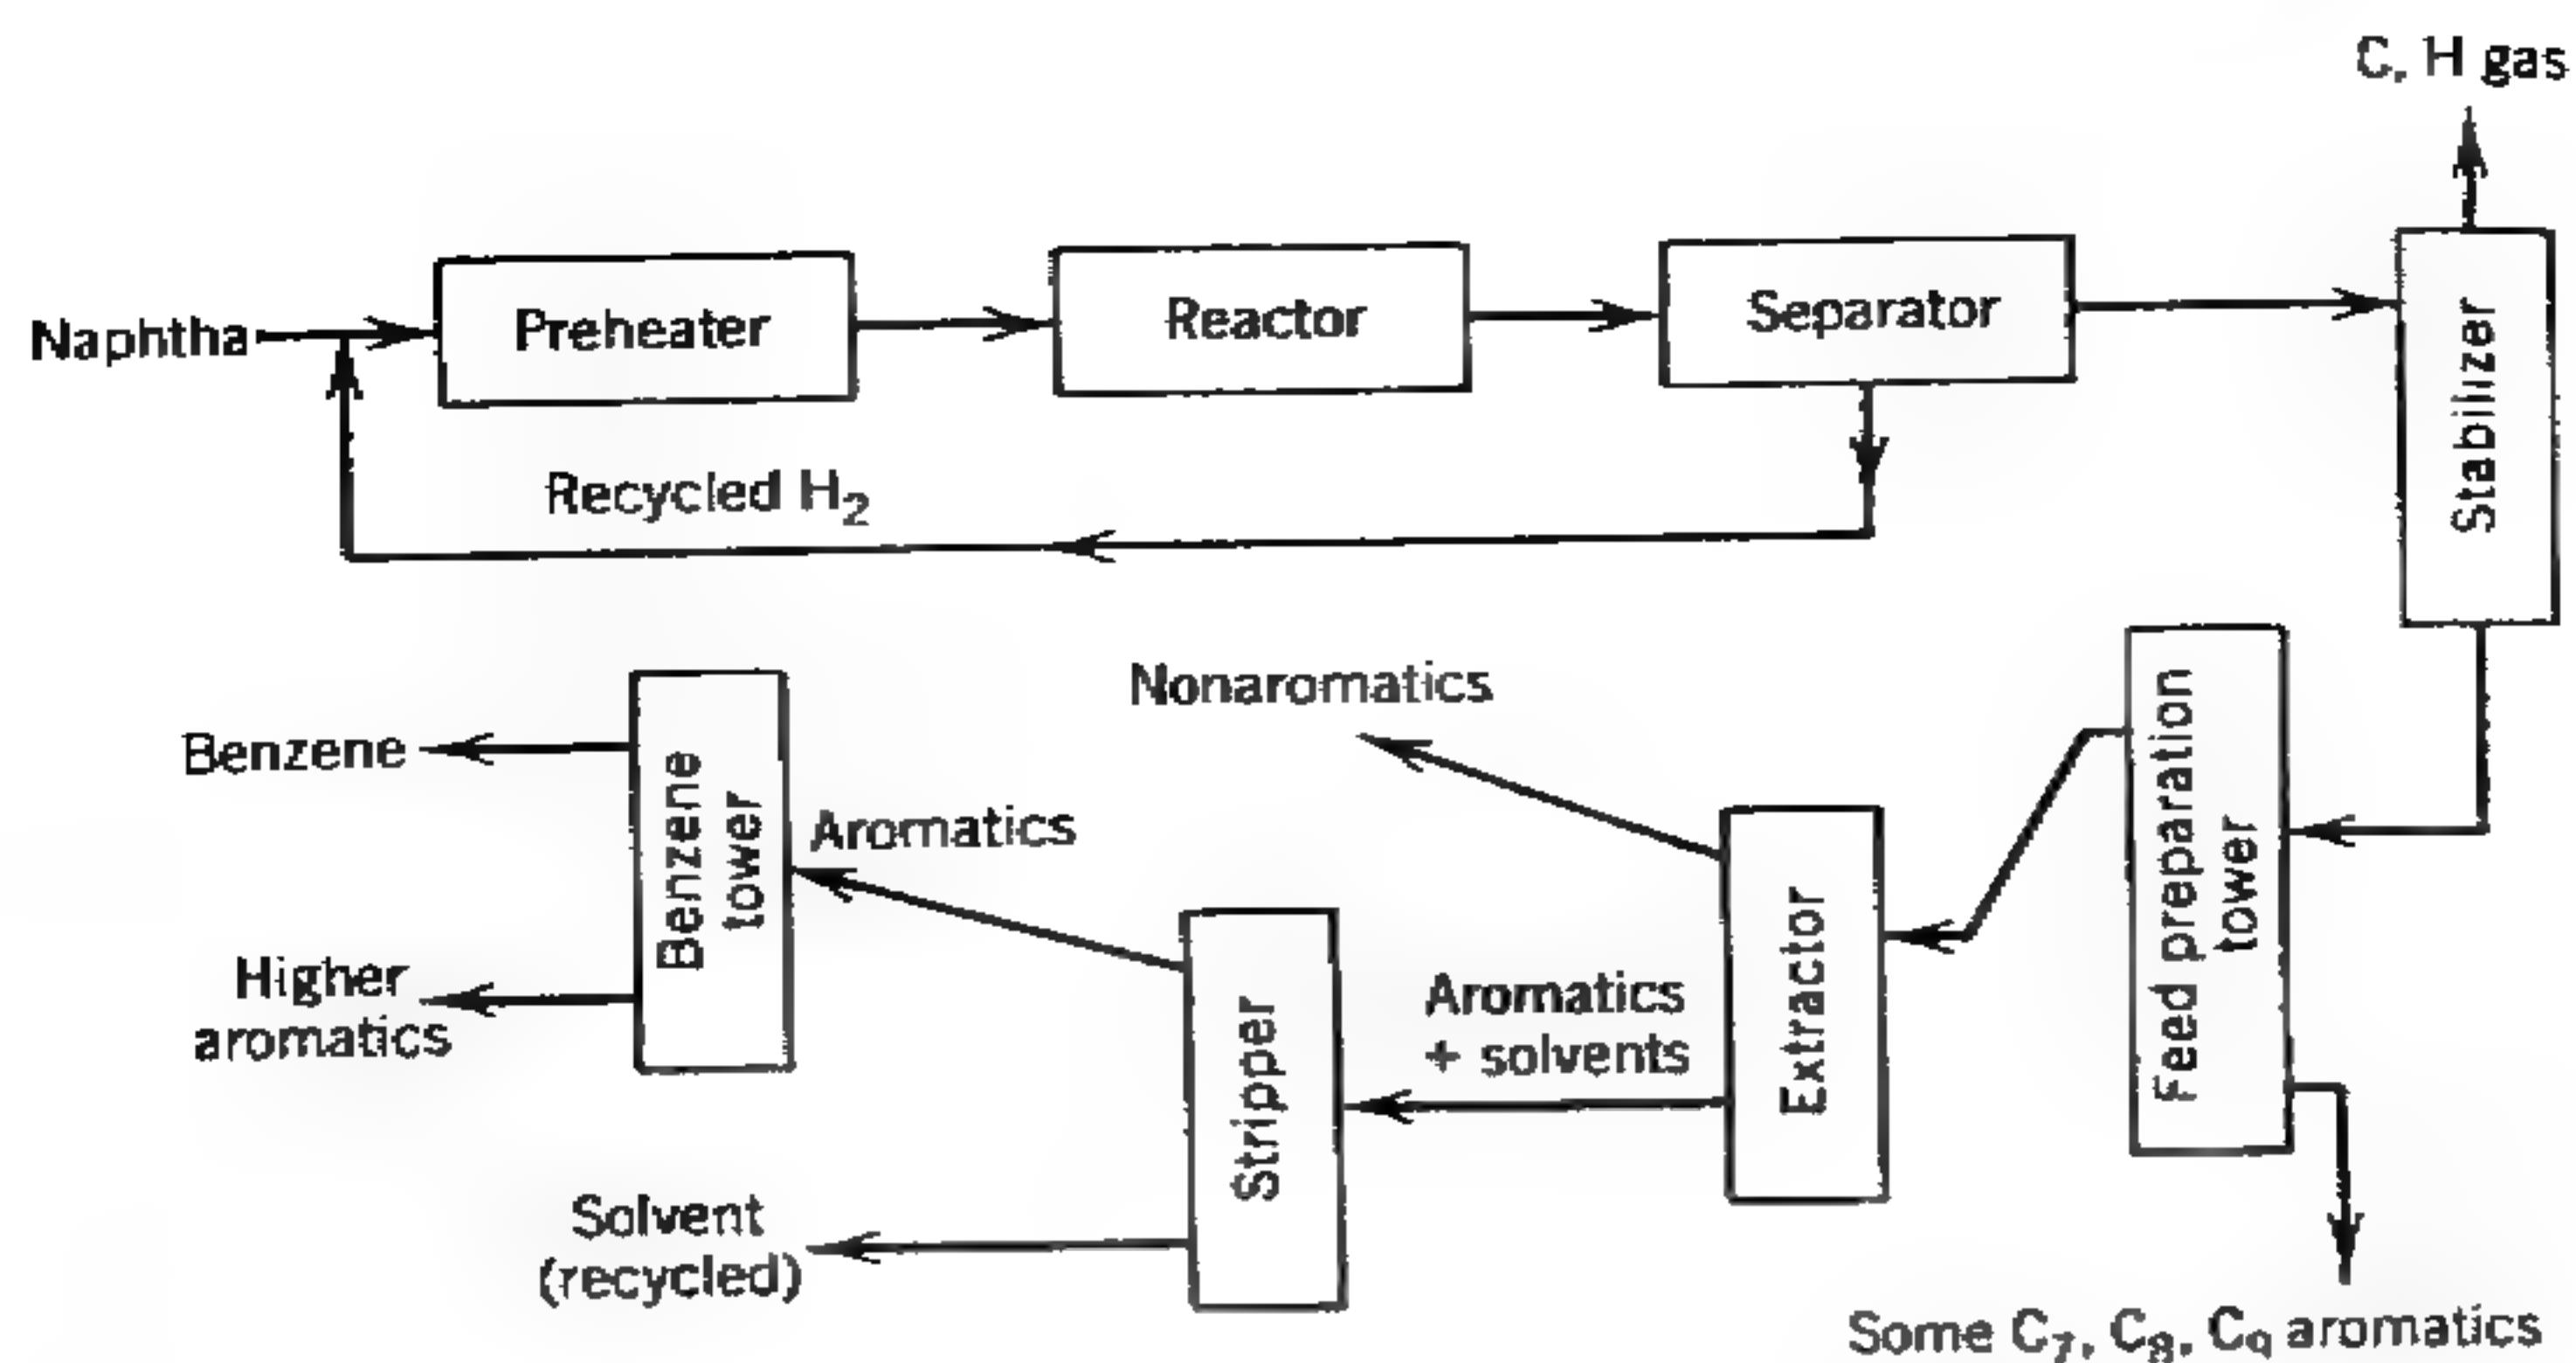 C, H gas
Naphtha
Preheater
Reactor
Separator
Stabilizer
Recycled H₂
Nonaromatics
Feed preparation
tower
Benzene
Benzene
tower
Aromatics
Extractor
Higher
aromatics
Aromatics
+ solvents
Stripper
Solvent
(recycled)
Some C₇, C₈, C₉ aromatics